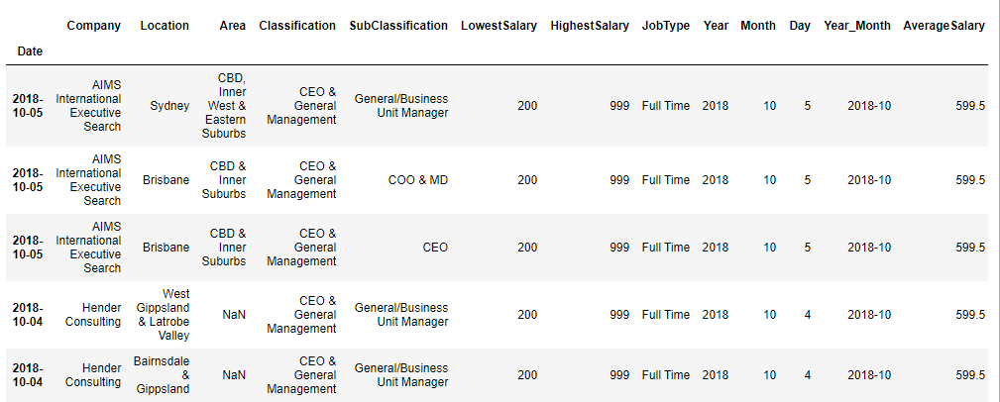 Company Location Area Classification SubClassification LowestSalary HighestSalary JobType Year Month Day Year_Month AverageSalary
Date
2018-10-05 AIMS International Executive Search Sydney CBD, Inner West & Eastern Suburbs CEO & General Management General/Business Unit Manager 200 999 Full Time 2018 10 5 2018-10 599.5
2018-10-05 AIMS International Executive Search Brisbane CBD & Inner Suburbs CEO & General Management COO & MD 200 999 Full Time 2018 10 5 2018-10 599.5
2018-10-05 AIMS International Executive Search Brisbane CBD & Inner Suburbs CEO & General Management CEO 200 999 Full Time 2018 10 5 2018-10 599.5
2018-10-04 Hender Consulting West Gippsland & Latrobe Valley NaN CEO & General Management General/Business Unit Manager 200 999 Full Time 2018 10 4 2018-10 599.5
2018-10-04 Hender Consulting Bairnsdale & Gippsland NaN CEO & General Management General/Business Unit Manager 200 999 Full Time 2018 10 4 2018-10 599.5